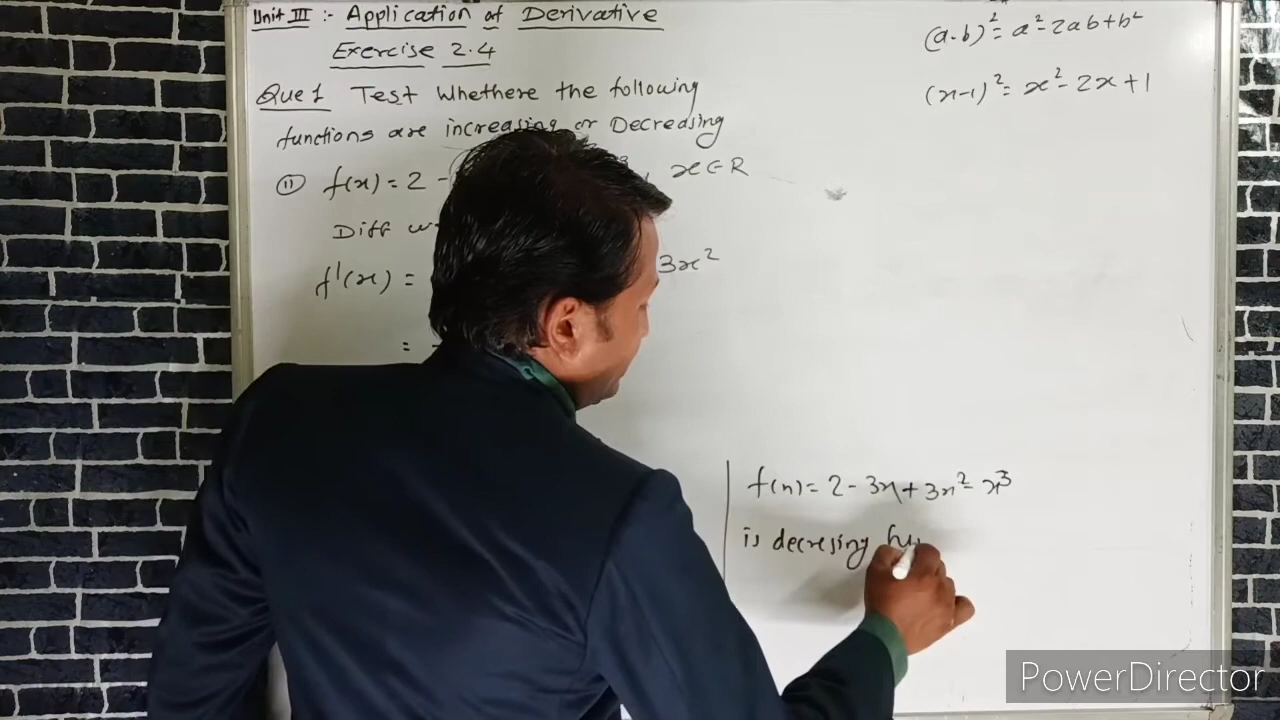 Unit III :- Application of Derivative
Exercise 2.4
Que 1 Test Whethere the following
functions are increasing or Decreasing
(ii) f(x) = 2 - x ∈ R
Diff
f'(x) = 3x²
=
(a-b)² = a² - 2ab + b²
(x-1)² = x² - 2x + 1
f(x) = 2 - 3x + 3x² - x³
is decresing fu
PowerDirector